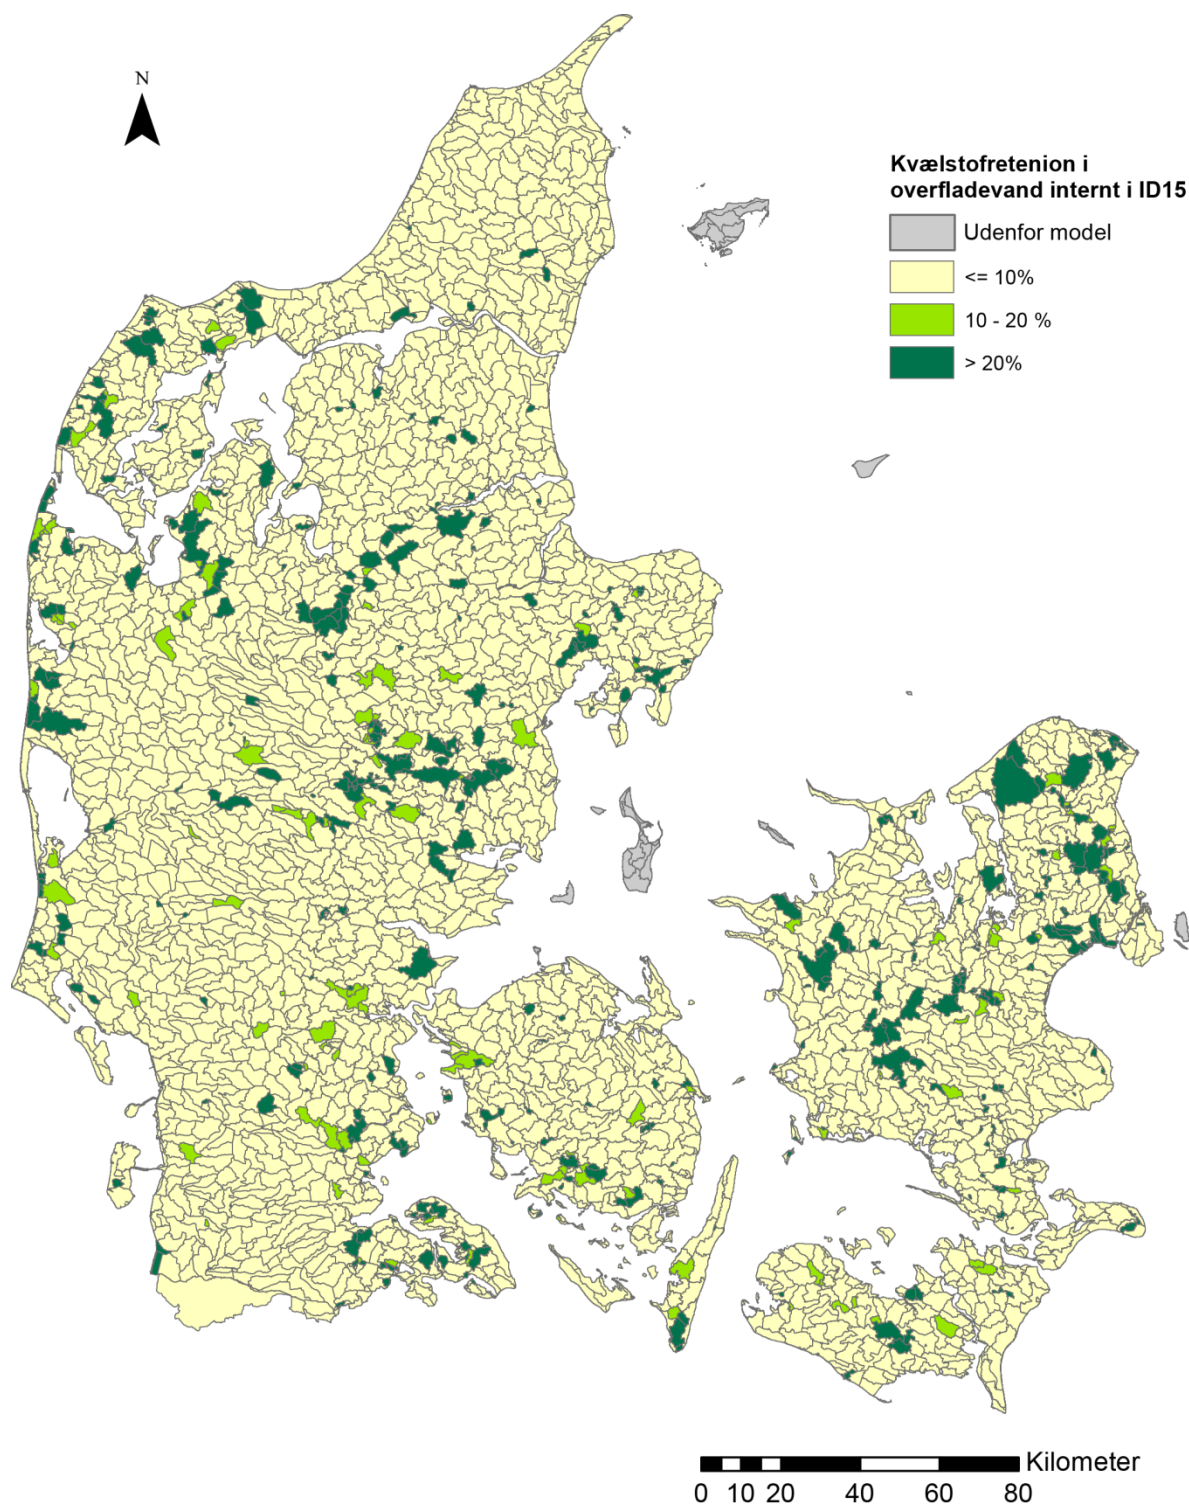 N
Kvælstofretenion i
overfladevand internt i ID15
Udenfor model
<= 10%
10 - 20 %
> 20%
Kilometer
0 10 20 40 60 80